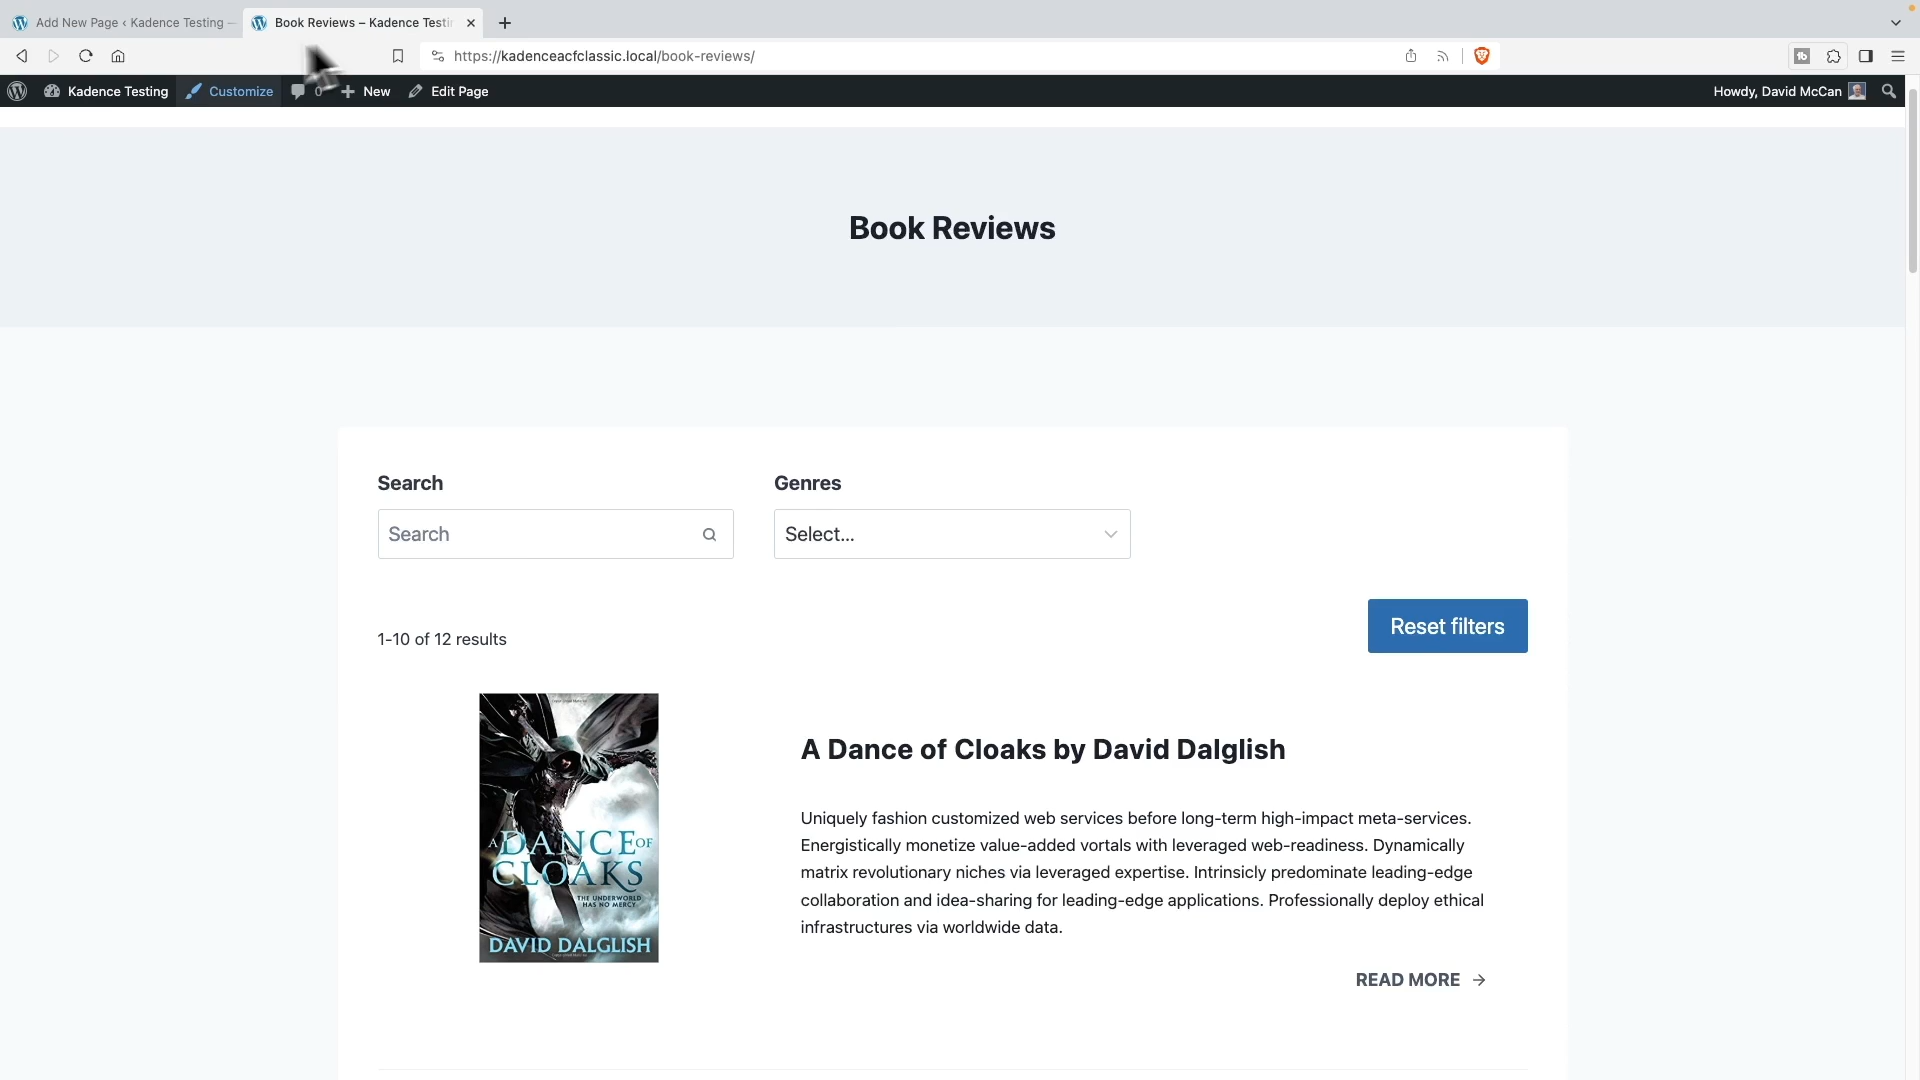 Add New Page ‹ Kadence Testing —
Book Reviews – Kadence Testin
https://kadenceacfclassic.local/book-reviews/
Kadence Testing
Customize
0
New
Edit Page
Howdy, David McCan
Book Reviews
Search
Genres
Search
Select...
Reset filters
1-10 of 12 results
A DANCE OF
CLOAKS
THE UNDERWORLD
HAS NO MERCY
DAVID DALGLISH
A Dance of Cloaks by David Dalglish
Uniquely fashion customized web services before long-term high-impact meta-services.
Energistically monetize value-added vortals with leveraged web-readiness. Dynamically
matrix revolutionary niches via leveraged expertise. Intrinsicly predominate leading-edge
collaboration and idea-sharing for leading-edge applications. Professionally deploy ethical
infrastructures via worldwide data.
READ MORE →